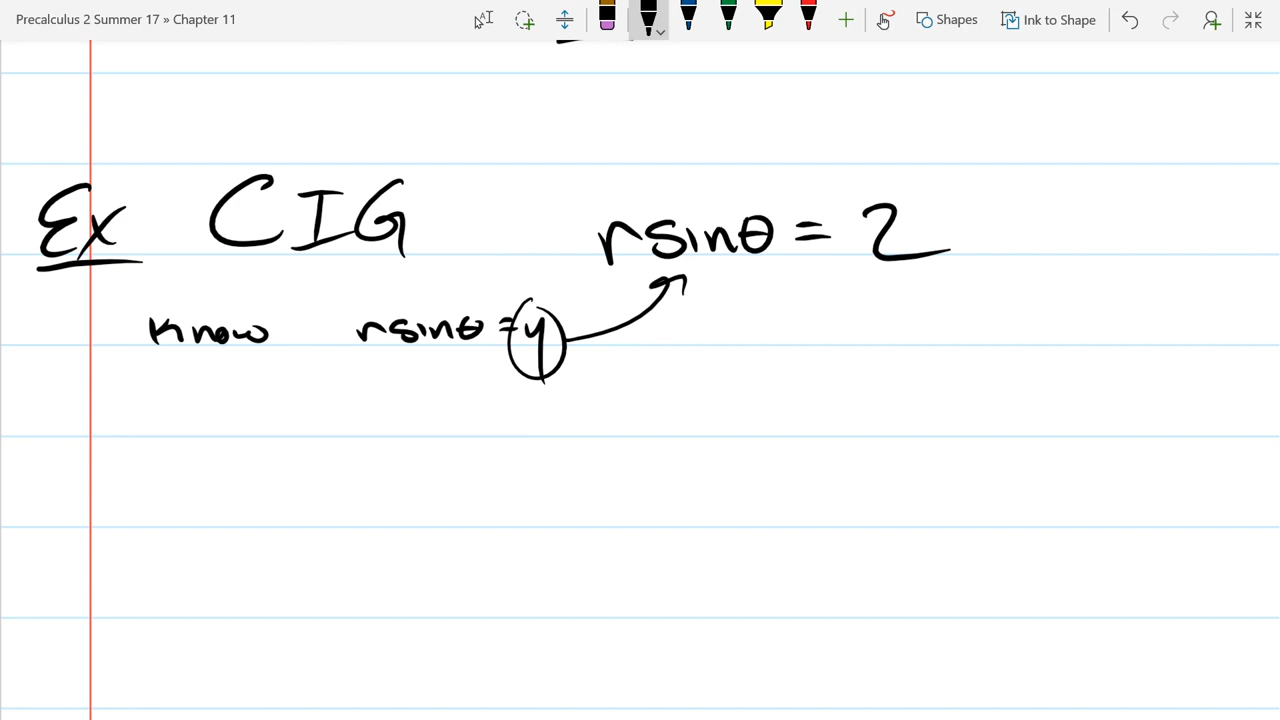 Precalculus 2 Summer 17 » Chapter 11
Shapes
Ink to Shape
Ex CIG rsinθ = 2
Know rsinθ = y